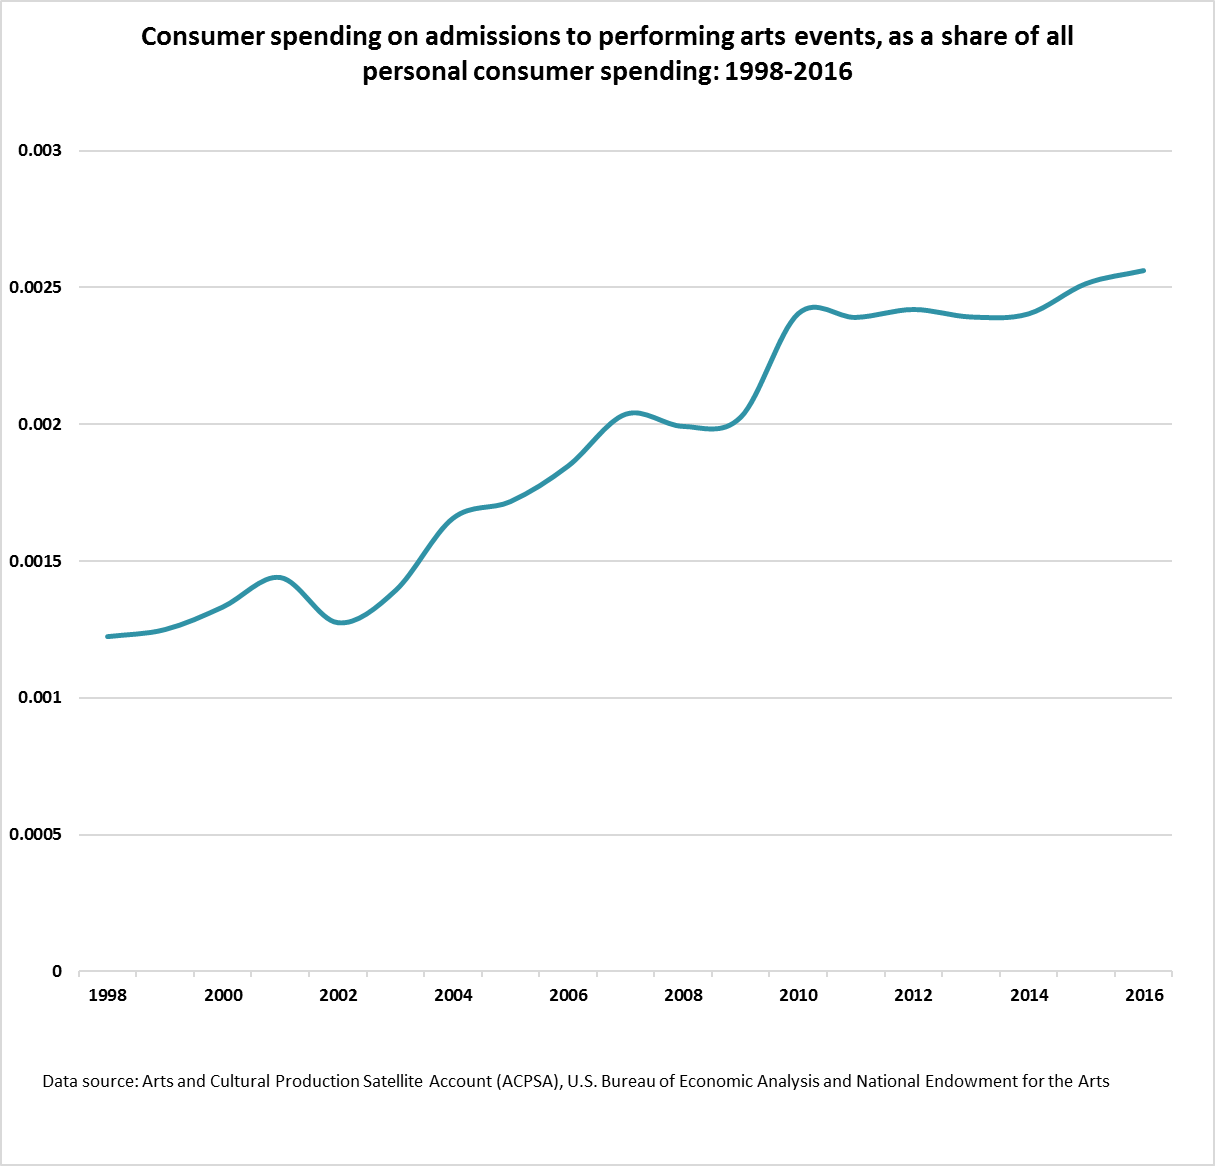 Consumer spending on admissions to performing arts events, as a share of all
personal consumer spending: 1998-2016
0.003
0.0025
0.002
0.0015
0.001
0.0005
0
1998 2000 2002 2004 2006 2008 2010 2012 2014 2016
Data source: Arts and Cultural Production Satellite Account (ACPSA), U.S. Bureau of Economic Analysis and National Endowment for the Arts